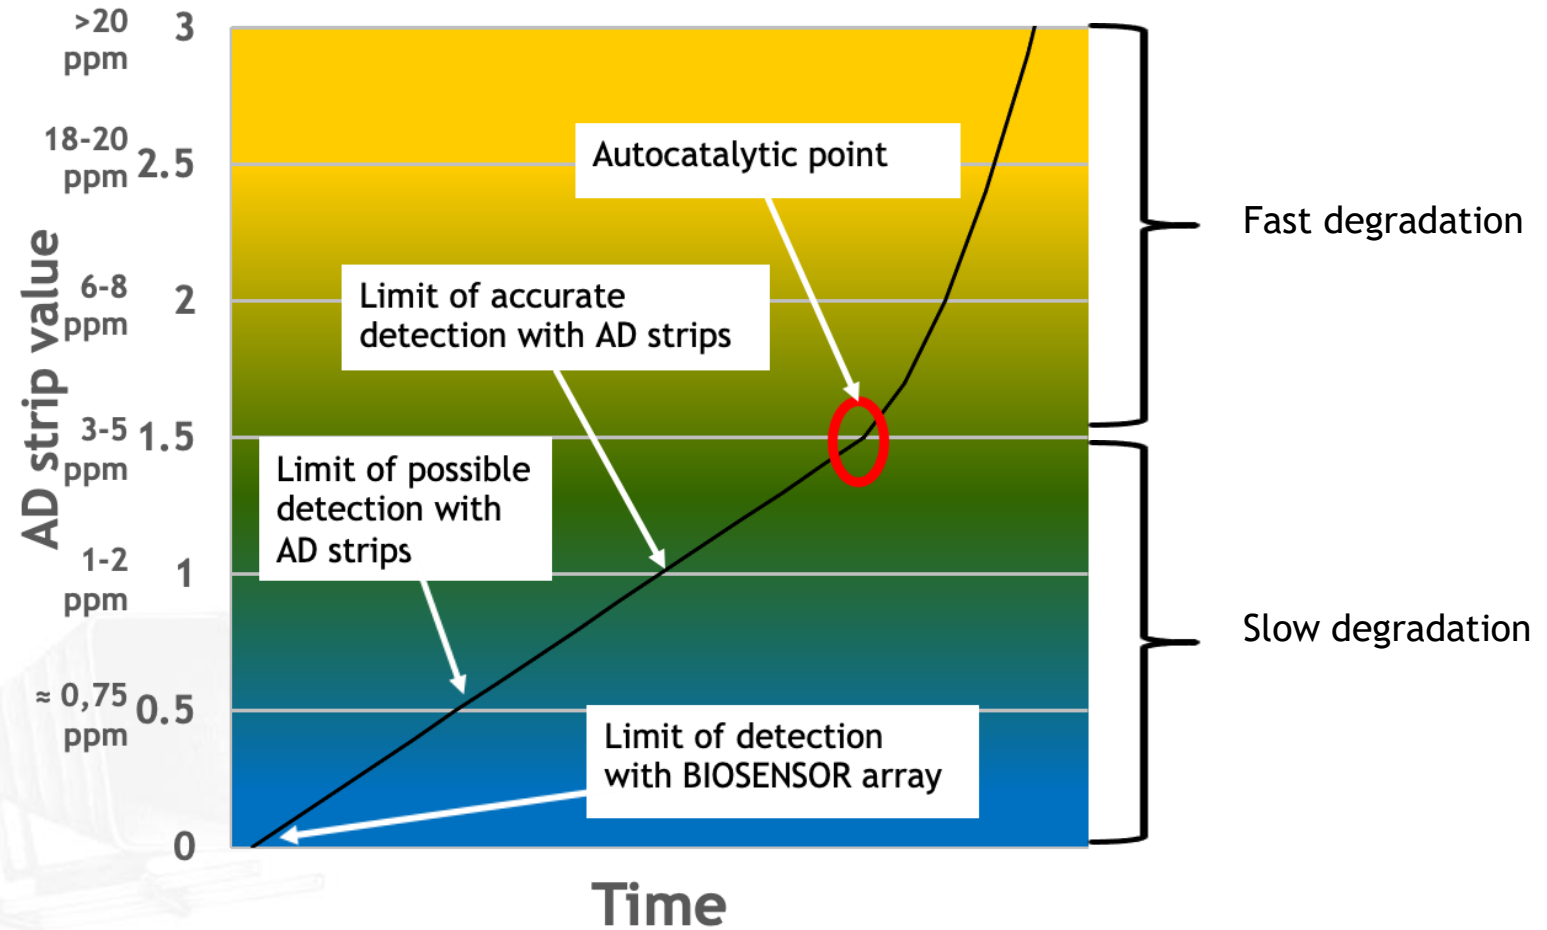 >20
ppm
3
18-20
ppm
2.5
6-8
ppm
2
3-5
ppm
1.5
1-2
ppm
1
≈ 0,75
ppm
0.5
0
AD strip value
Autocatalytic point
Limit of accurate
detection with AD strips
Limit of possible
detection with
AD strips
Limit of detection
with BIOSENSOR array
Fast degradation
Slow degradation
Time